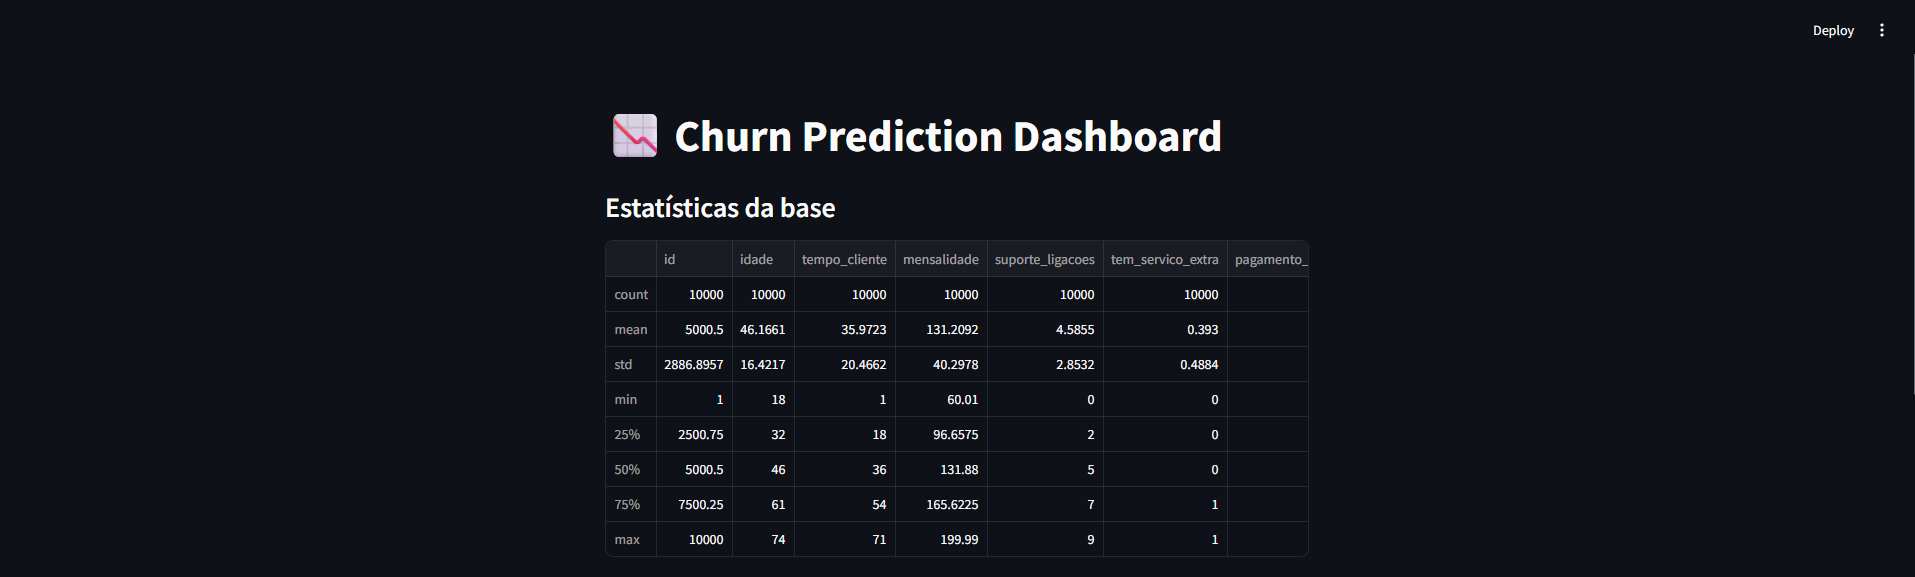 Deploy
Churn Prediction Dashboard
Estatísticas da base
id idade tempo_cliente mensalidade suporte_ligacoes tem_servico_extra pagamento_
count 10000 10000 10000 10000 10000 10000
mean 5000.5 46.1661 35.9723 131.2092 4.5855 0.393
std 2886.8957 16.4217 20.4662 40.2978 2.8532 0.4884
min 1 18 1 60.01 0 0
25% 2500.75 32 18 96.6575 2 0
50% 5000.5 46 36 131.88 5 0
75% 7500.25 61 54 165.6225 7 1
max 10000 74 71 199.99 9 1